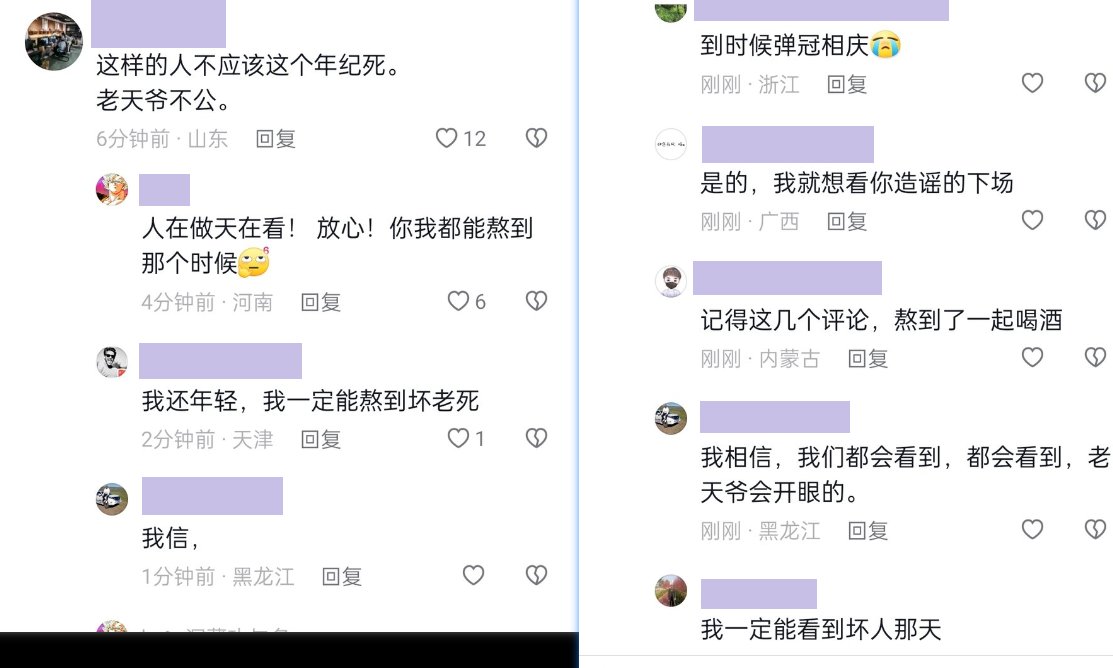 这样的人不应该这个年纪死。
老天爷不公。
6分钟前 · 山东 回复 12
人在做天在看！ 放心！你我都能熬到
那个时候
4分钟前 · 河南 回复 6
我还年轻，我一定能熬到坏老死
2分钟前 · 天津 回复 1
我信，
1分钟前 · 黑龙江 回复
到时候弹冠相庆😭
刚刚 · 浙江 回复
是的，我就想看你造谣的下场
刚刚 · 广西 回复
记得这几个评论，熬到了一起喝酒
刚刚 · 内蒙古 回复
我相信，我们都会看到，都会看到，老
天爷会开眼的。
刚刚 · 黑龙江 回复
我一定能看到坏人那天